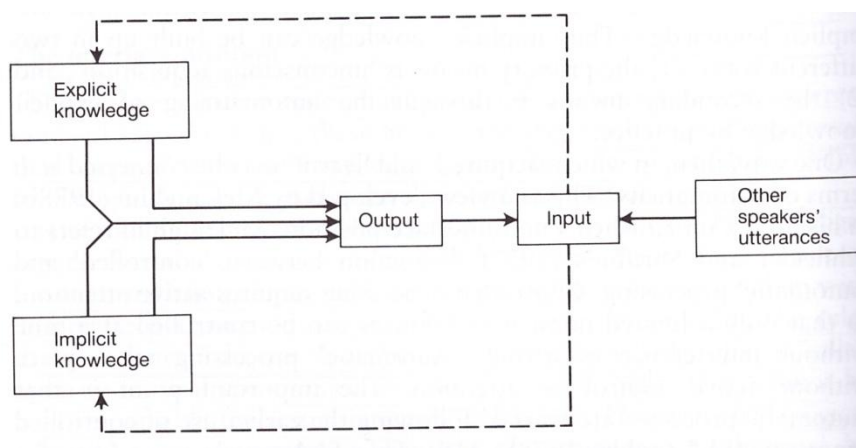 Explicit
knowledge
Output
Input
Other
speakers'
utterances
Implicit
knowledge